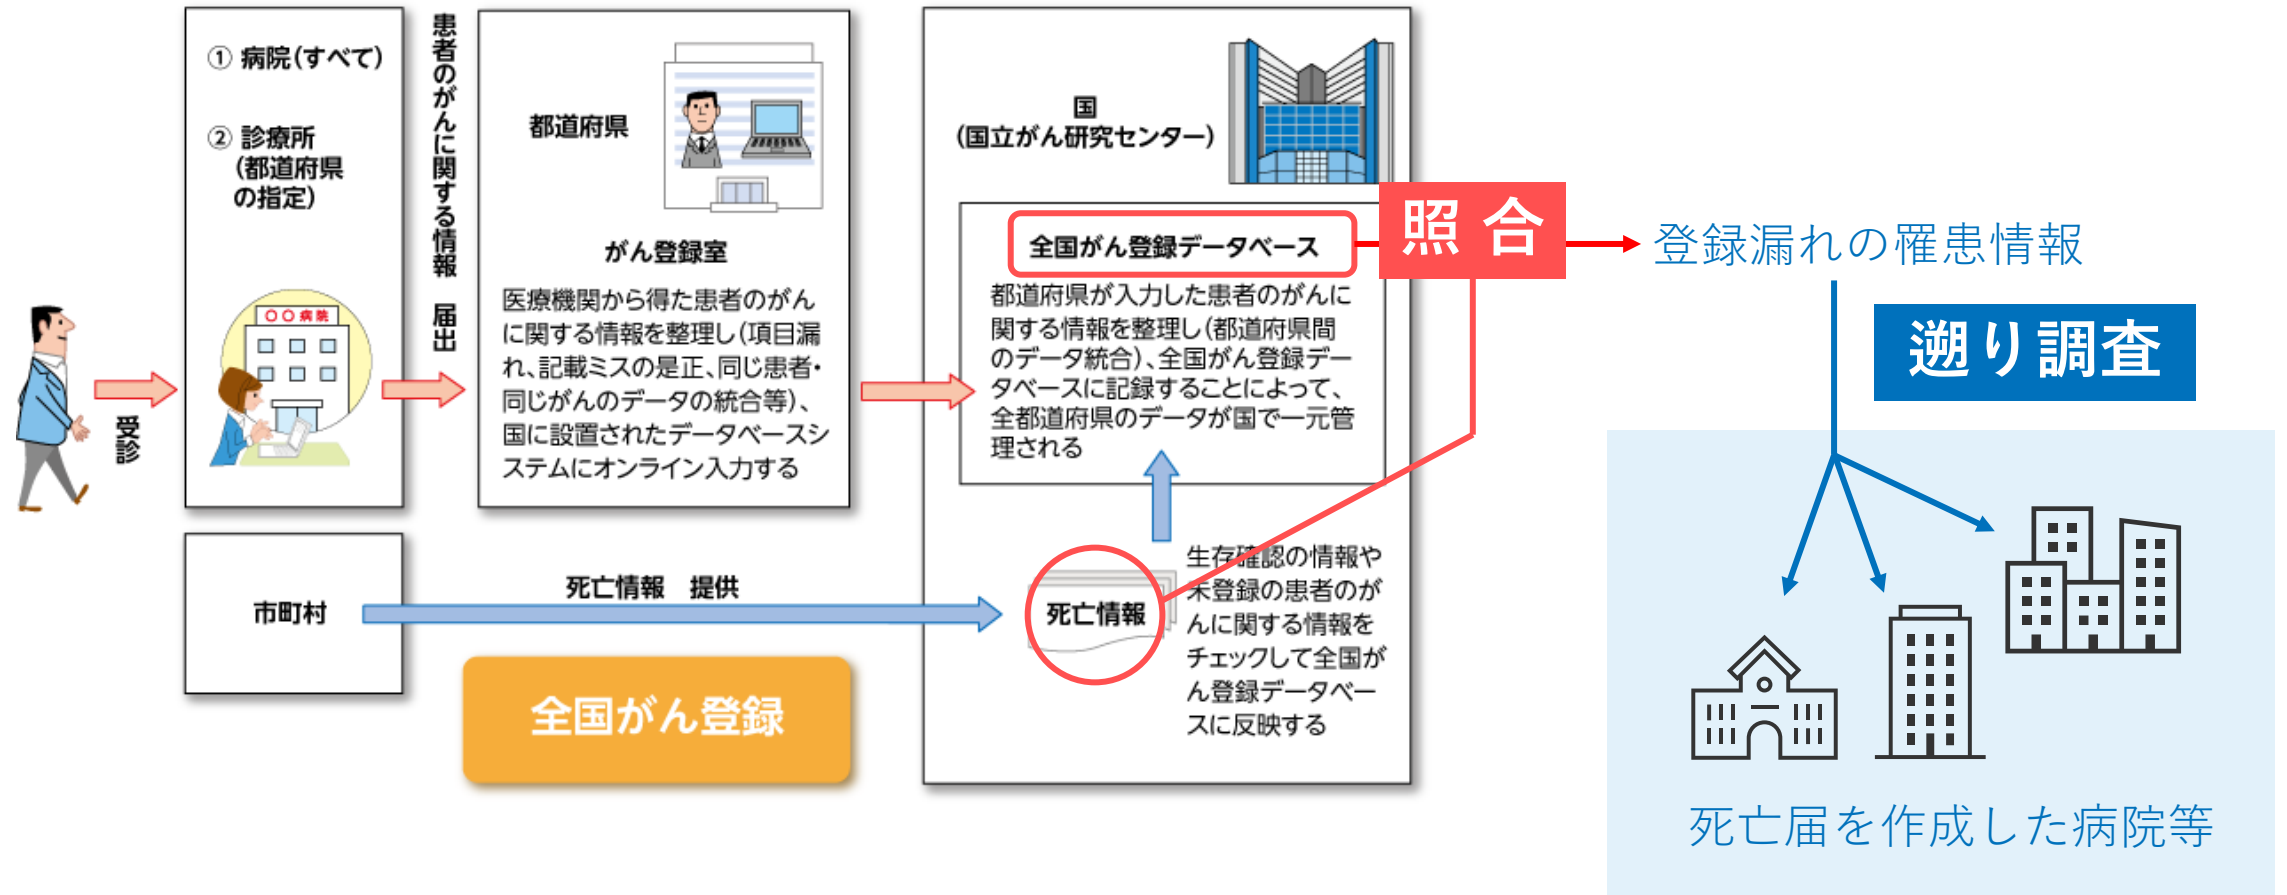 ① 病院(すべて)
② 診療所
(都道府県
の指定)
〇〇病院
受診
患者のがんに関する情報 届出
都道府県
がん登録室
医療機関から得た患者のがん
に関する情報を整理し(項目漏
れ、記載ミスの是正、同じ患者・
同じがんのデータの統合等)、
国に設置されたデータベースシ
ステムにオンライン入力する
国
(国立がん研究センター)
全国がん登録データベース
都道府県が入力した患者のがんに
関する情報を整理し(都道府県間
のデータ統合)、全国がん登録デー
タベースに記録することによって、
全都道府県のデータが国で一元管
理される
市町村
死亡情報 提供
死亡情報
生存確認の情報や
未登録の患者のが
んに関する情報を
チェックして全国が
ん登録データベー
スに反映する
全国がん登録
照合
登録漏れの罹患情報
遡り調査
死亡届を作成した病院等